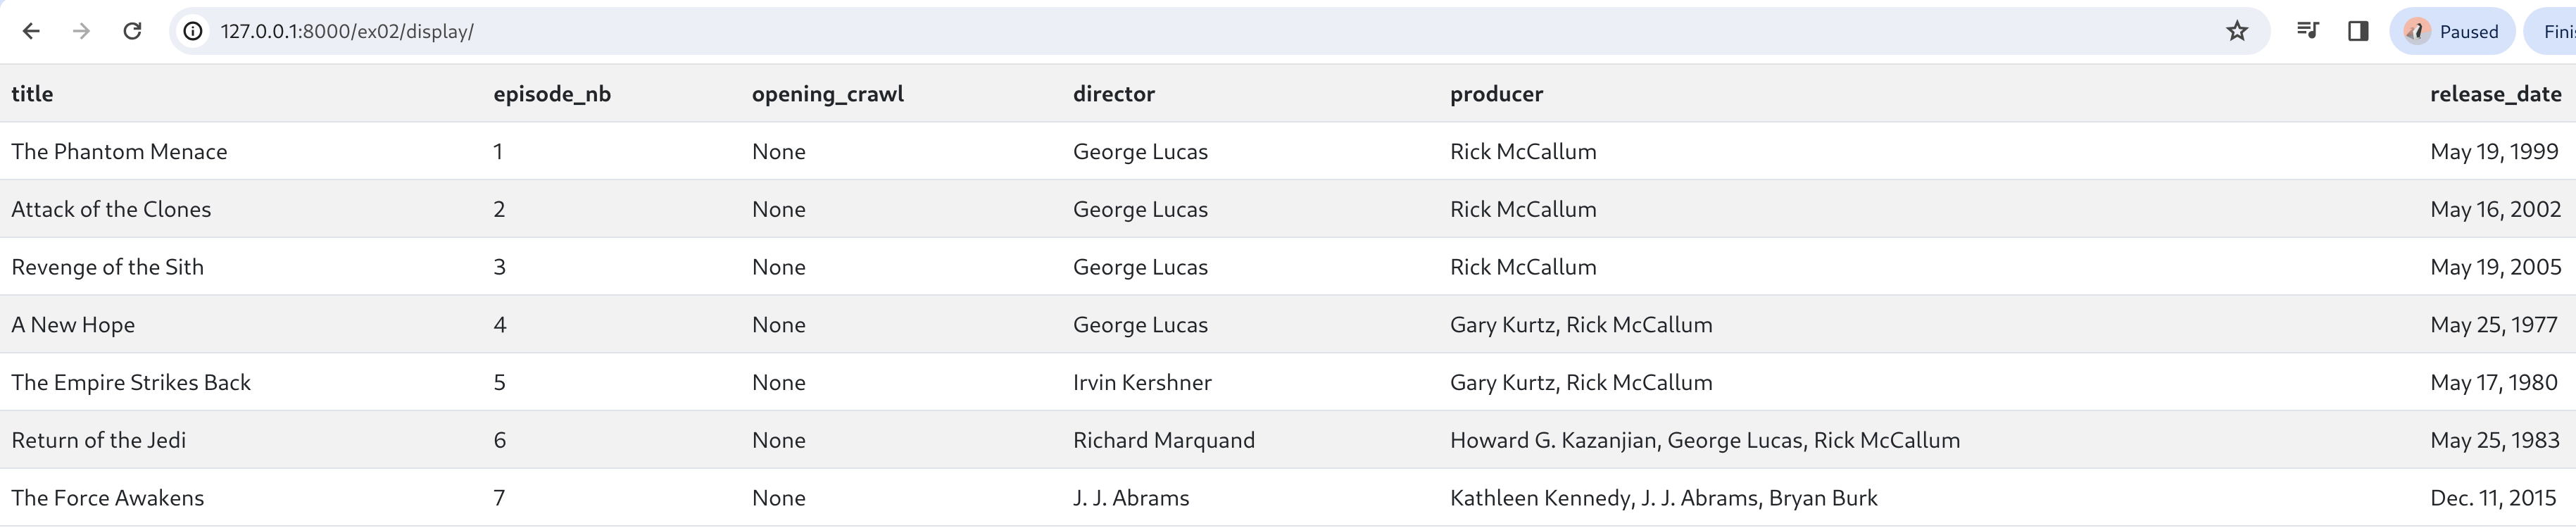 127.0.0.1:8000/ex02/display/ Paused Fini
title episode_nb opening_crawl director producer release_date
The Phantom Menace 1 None George Lucas Rick McCallum May 19, 1999
Attack of the Clones 2 None George Lucas Rick McCallum May 16, 2002
Revenge of the Sith 3 None George Lucas Rick McCallum May 19, 2005
A New Hope 4 None George Lucas Gary Kurtz, Rick McCallum May 25, 1977
The Empire Strikes Back 5 None Irvin Kershner Gary Kurtz, Rick McCallum May 17, 1980
Return of the Jedi 6 None Richard Marquand Howard G. Kazanjian, George Lucas, Rick McCallum May 25, 1983
The Force Awakens 7 None J. J. Abrams Kathleen Kennedy, J. J. Abrams, Bryan Burk Dec. 11, 2015